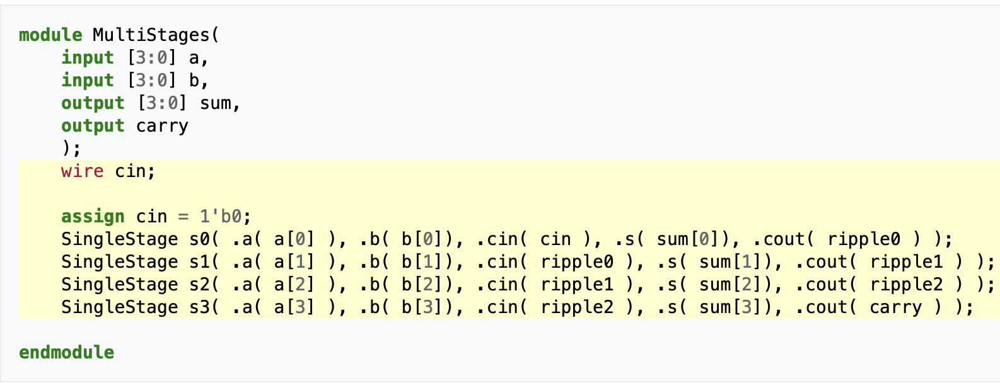 module MultiStages(
    input [3:0] a,
    input [3:0] b,
    output [3:0] sum,
    output carry
    );
    wire cin;

    assign cin = 1'b0;
    SingleStage s0( .a( a[0] ), .b( b[0]), .cin( cin ), .s( sum[0]), .cout( ripple0 ) );
    SingleStage s1( .a( a[1] ), .b( b[1]), .cin( ripple0 ), .s( sum[1]), .cout( ripple1 ) );
    SingleStage s2( .a( a[2] ), .b( b[2]), .cin( ripple1 ), .s( sum[2]), .cout( ripple2 ) );
    SingleStage s3( .a( a[3] ), .b( b[3]), .cin( ripple2 ), .s( sum[3]), .cout( carry ) );

endmodule